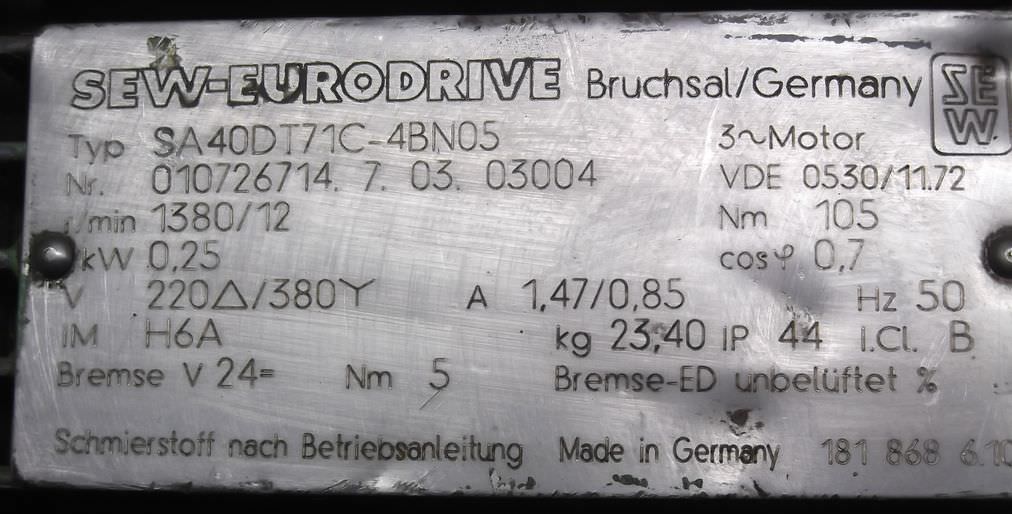 SEW-EURODRIVE Bruchsal/Germany SEW
Typ SA40DT71C-4BN05 3~Motor
Nr. 010726714. 7. 03. 03004 VDE 0530/11.72
1/min 1380/12 Nm 105
kW 0,25 cosφ 0,7
V 220△/380Y A 1,47/0,85 Hz 50
IM H6A kg 23,40 IP 44 I.Cl. B
Bremse V 24= Nm 5 Bremse-ED unbelüftet %
Schmierstoff nach Betriebsanleitung Made in Germany 181 868 6.10